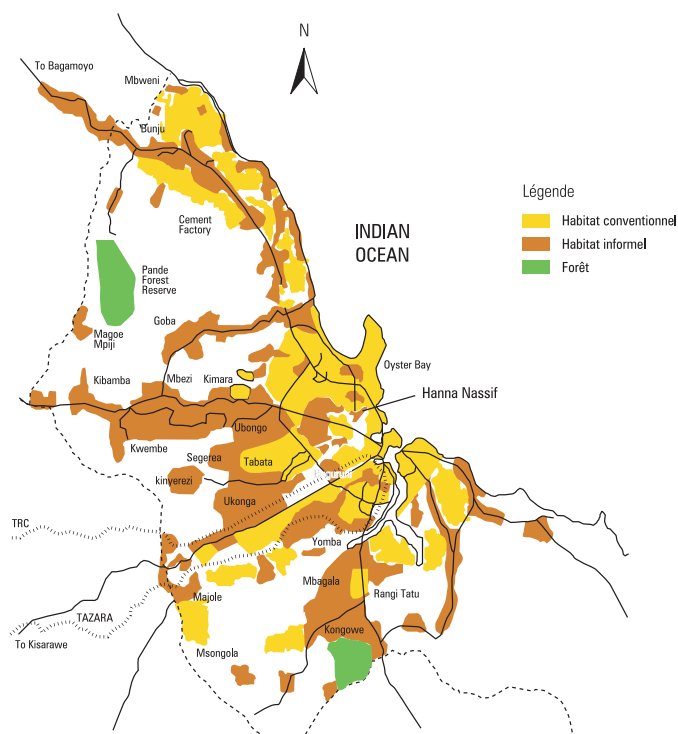 N
To Bagamoyo
Mbweni
Bunju
Légende
Habitat conventionnel
Habitat informel
Forêt
Cement
Factory
INDIAN
OCEAN
Pande
Forest
Reserve
Goba
Magoe
Mpiji
Oyster Bay
Kibamba
Mbezi
Kimara
Hanna Nassif
Ubongo
Kwembe
Segerea
Tabata
kinyerezi
Ukonga
TRC
Yomba
Mbagala
Rangi Tatu
Majole
TAZARA
Kongowe
To Kisarawe
Msongola